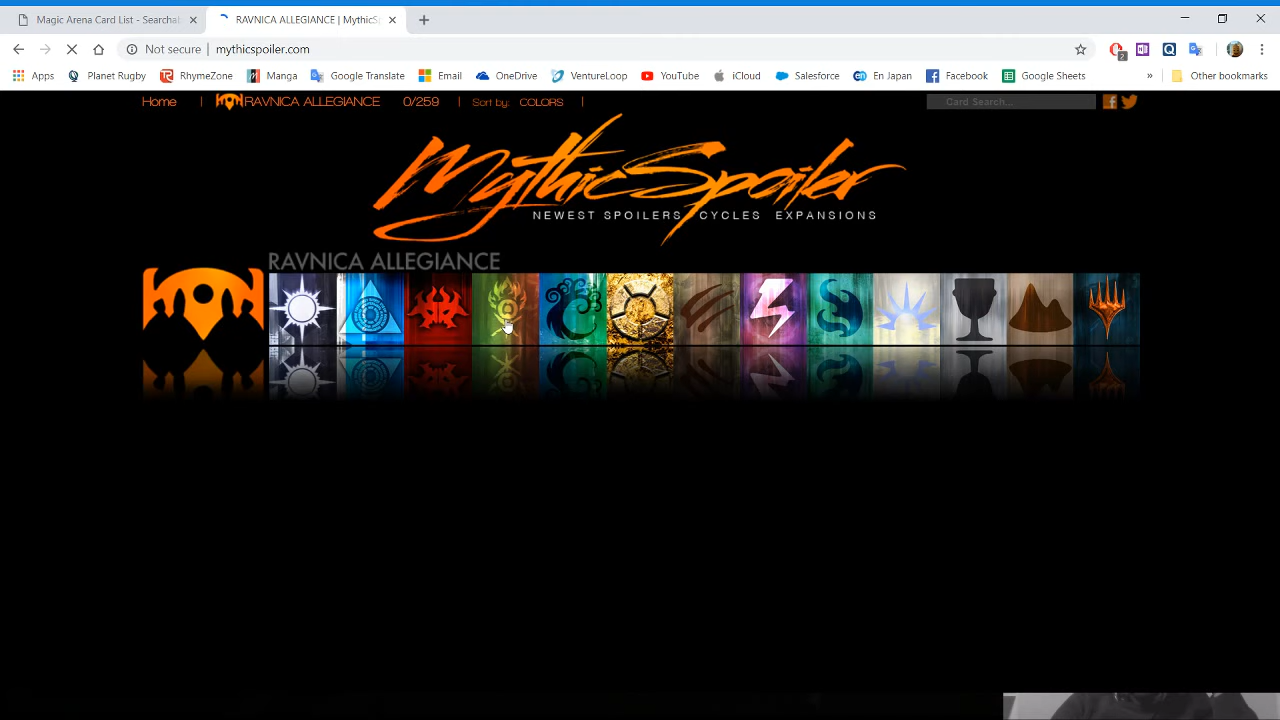 Magic Arena Card List - Searchab
RAVNICA ALLEGIANCE | MythicSp
Not secure | mythicspoiler.com
2
Apps Planet Rugby RhymeZone Manga Google Translate Email OneDrive VentureLoop YouTube iCloud Salesforce En Japan Facebook Google Sheets » Other bookmarks
Home | RAVNICA ALLEGIANCE 0/259 | Sort by: COLORS |
Card Search...
MythicSpoiler
NEWEST SPOILERS CYCLES EXPANSIONS
RAVNICA ALLEGIANCE